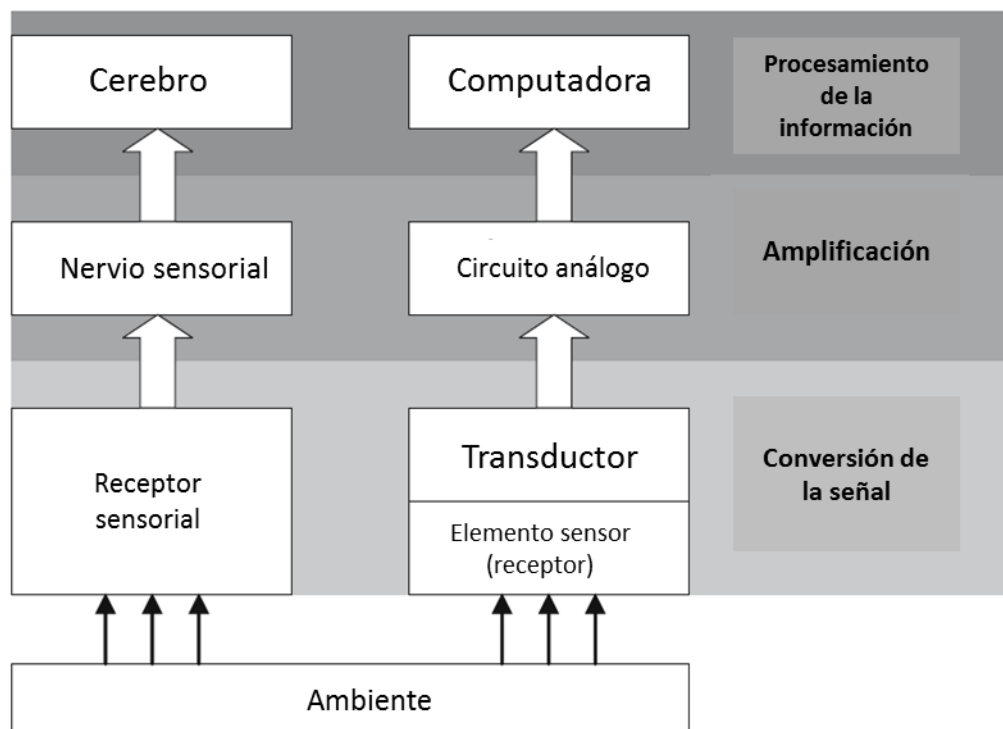 Cerebro
Computadora
Procesamiento
de la
información
Nervio sensorial
Circuito análogo
Amplificación
Receptor
sensorial
Transductor
Elemento sensor
(receptor)
Conversión de
la señal
Ambiente